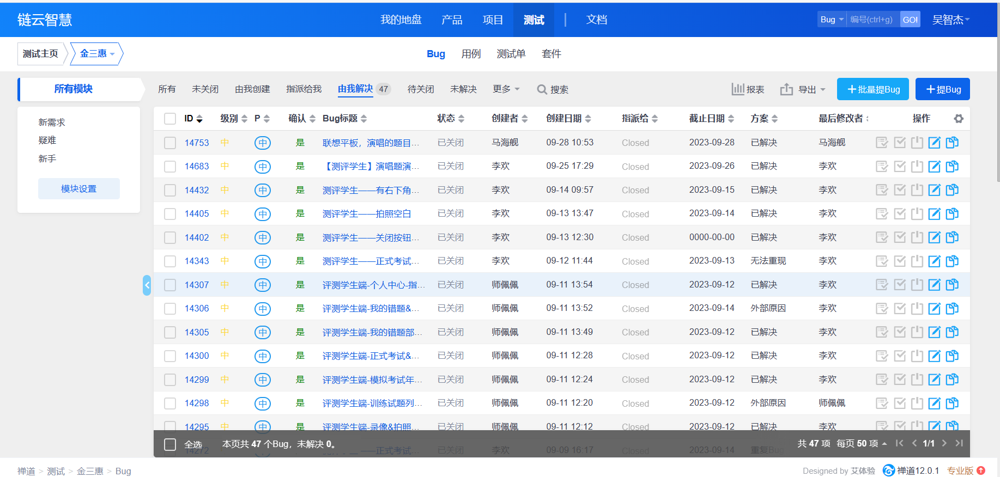 链云智慧 我的地盘 产品 项目 测试 文档 Bug 编号(ctrl+g) GO! 吴智杰
测试主页 金三惠 Bug 用例 测试单 套件
所有模块 所有 未关闭 由我创建 指派给我 由我解决 47 待关闭 未解决 更多 搜索 报表 导出 +批量提Bug +提Bug
新需求
疑难
新手
模块设置
ID 级别 P 确认 Bug标题 状态 创建者 创建日期 指派给 截止日期 方案 最后修改者 操作
14753 中 中 是 联想平板，演唱的题目... 已关闭 马海舰 09-28 10:53 Closed 2023-09-28 已解决 马海舰
14683 中 中 是 【测评学生】演唱题演... 已关闭 李欢 09-25 17:29 Closed 2023-09-26 已解决 李欢
14432 中 中 是 测评学生——有右下角... 已关闭 李欢 09-14 09:57 Closed 2023-09-15 已解决 李欢
14405 中 中 是 测评学生——拍照空白 已关闭 李欢 09-13 13:47 Closed 2023-09-14 已解决 李欢
14402 中 中 是 测评学生——关闭按钮... 已关闭 李欢 09-13 12:30 Closed 0000-00-00 已解决 李欢
14343 中 中 是 测评学生——正式考试... 已关闭 李欢 09-12 11:44 Closed 2023-09-13 无法重现 李欢
14307 中 中 是 评测学生端-个人中心-指... 已关闭 师佩佩 09-11 13:54 Closed 2023-09-12 已解决 李欢
14306 中 中 是 评测学生端-我的错题&... 已关闭 师佩佩 09-11 13:52 Closed 2023-09-14 外部原因 李欢
14305 中 中 是 评测学生端-我的错题部... 已关闭 师佩佩 09-11 13:49 Closed 2023-09-12 已解决 李欢
14300 中 中 是 评测学生端-正式考试&... 已关闭 师佩佩 09-11 12:28 Closed 2023-09-12 已解决 李欢
14299 中 中 是 评测学生端-模拟考试年... 已关闭 师佩佩 09-11 12:24 Closed 2023-09-12 已解决 李欢
14298 中 中 是 评测学生端-训练试题列... 已关闭 师佩佩 09-11 12:20 Closed 2023-09-12 外部原因 师佩佩
14295 中 中 是 评测学生端-录像&拍照... 已关闭 师佩佩 09-11 12:12 Closed 2023-09-12 已解决 李欢
14272 ——正式考试... 已关闭 李欢 09-09 16:17 Closed 2023-09-14 重复Bug
全选 本页共 47 个Bug，未解决 0。 共 47 项 每页 50 项 1/1
禅道 > 测试 > 金三惠 > Bug Designed by 艾体验 禅道12.0.1 专业版